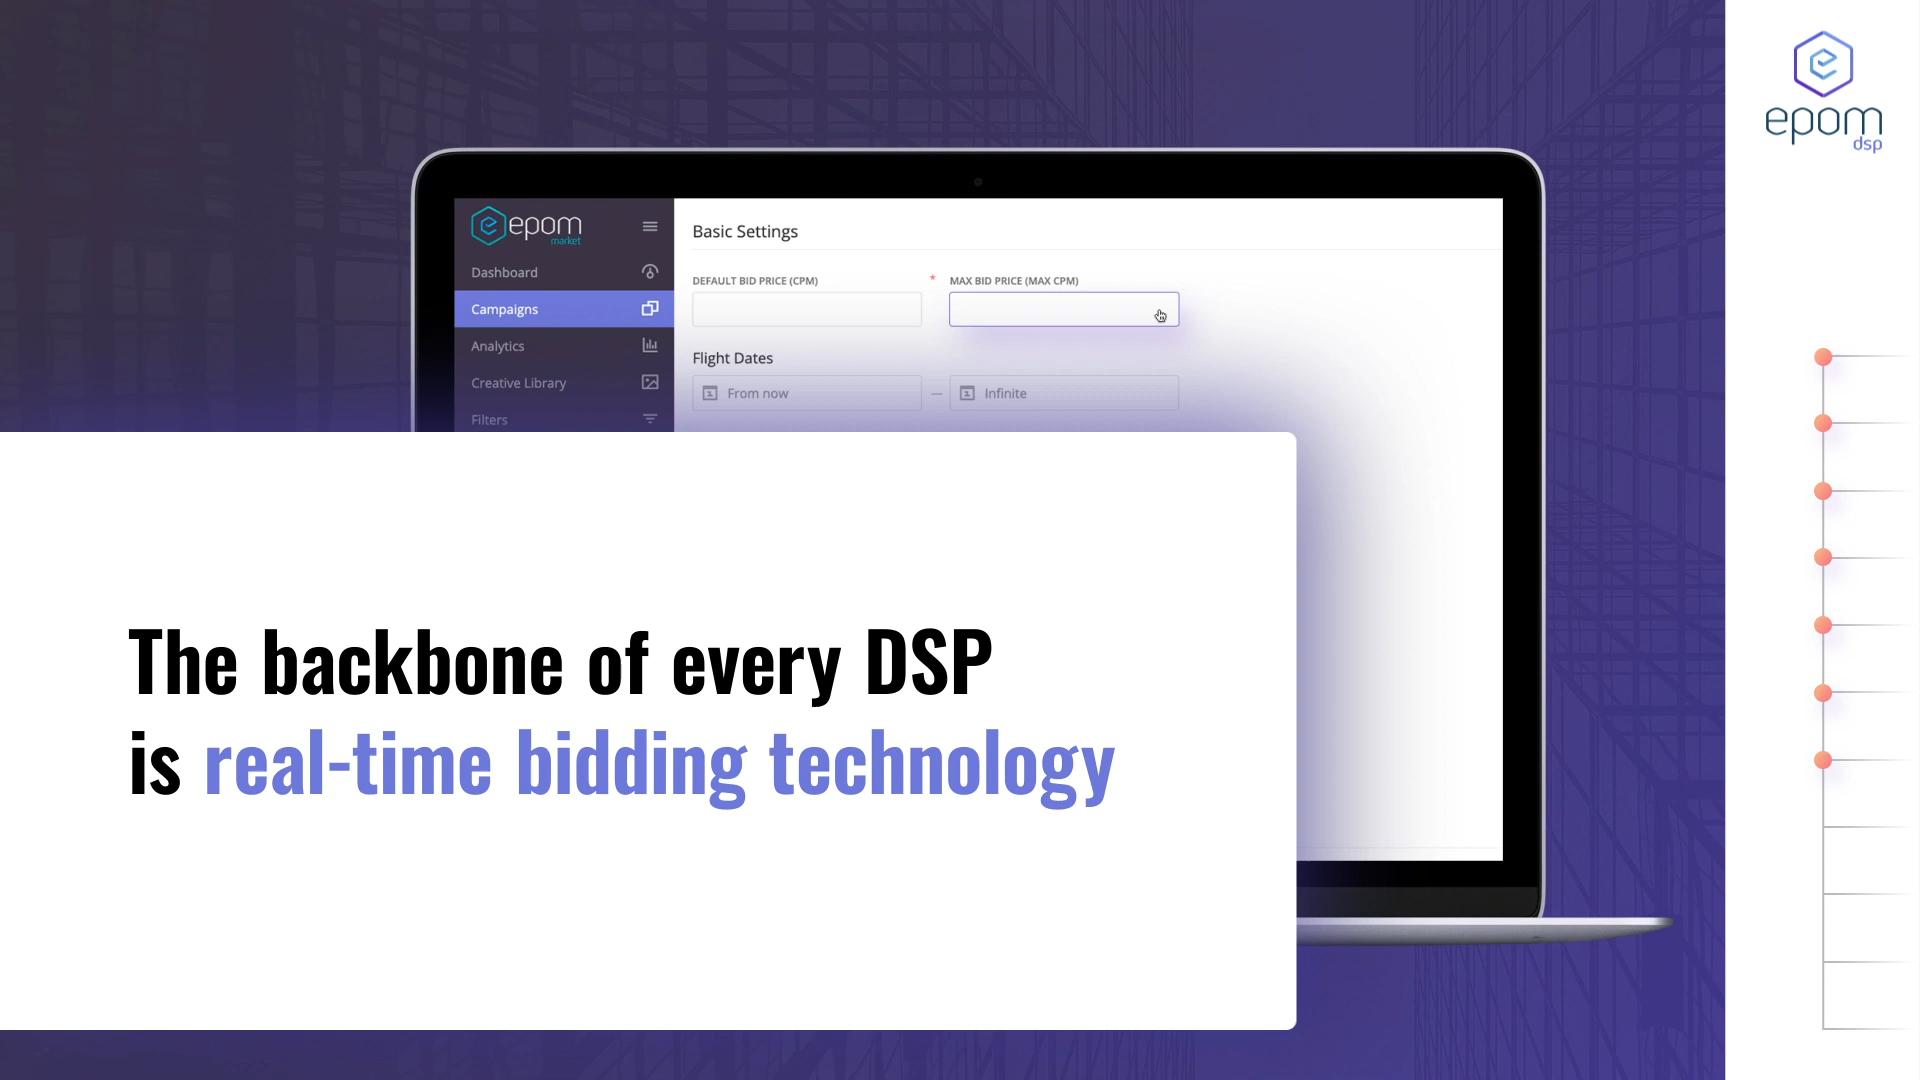 epom
dsp
epom
market
Dashboard
Campaigns
Analytics
Creative Library
Filters
Basic Settings
DEFAULT BID PRICE (CPM) *
MAX BID PRICE (MAX CPM)
Flight Dates
From now — Infinite
The backbone of every DSP
is real-time bidding technology